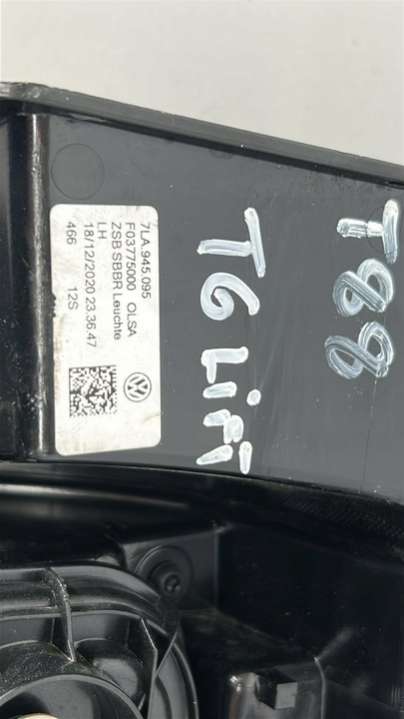 7LA.945.095
F03775000 OLSA
ZSB SBBR Leuchte
LH
18/12/2020 23.36.47
466 12S
T6 Lift
T88